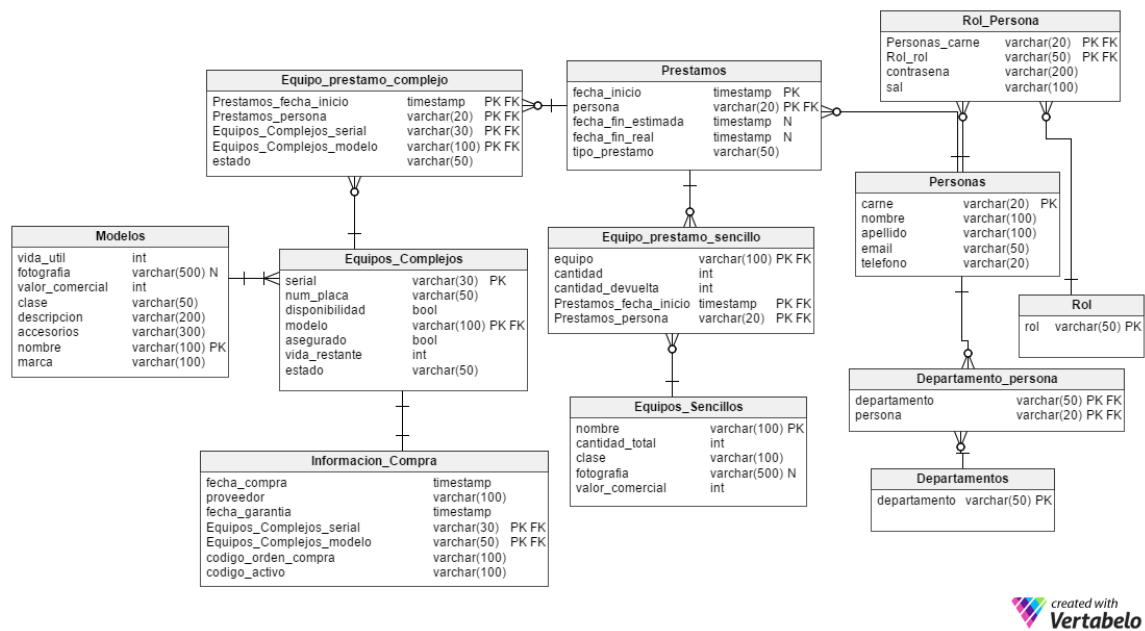 Rol_Persona
Personas_carne varchar(20) PK FK
Rol_rol varchar(50) PK FK
contrasena varchar(200)
sal varchar(100)
Prestamos
fecha_inicio timestamp PK
persona varchar(20) PK FK
fecha_fin_estimada timestamp N
fecha_fin_real timestamp N
tipo_prestamo varchar(50)
Equipo_prestamo_complejo
Prestamos_fecha_inicio timestamp PK FK
Prestamos_persona varchar(20) PK FK
Equipos_Complejos_serial varchar(30) PK FK
Equipos_Complejos_modelo varchar(100) PK FK
estado varchar(50)
Personas
carne varchar(20) PK
nombre varchar(100)
apellido varchar(100)
email varchar(50)
telefono varchar(20)
Modelos
vida_util int
fotografia varchar(500) N
valor_comercial int
clase varchar(50)
descripcion varchar(200)
accesorios varchar(300)
nombre varchar(100) PK
marca varchar(100)
Equipos_Complejos
serial varchar(30) PK
num_placa varchar(50)
disponibilidad bool
modelo varchar(100) PK FK
asegurado bool
vida_restante int
estado varchar(50)
Equipo_prestamo_sencillo
equipo varchar(100) PK FK
cantidad int
cantidad_devuelta int
Prestamos_fecha_inicio timestamp PK FK
Prestamos_persona varchar(20) PK FK
Rol
rol varchar(50) PK
Departamento_persona
departamento varchar(50) PK FK
persona varchar(20) PK FK
Equipos_Sencillos
nombre varchar(100) PK
cantidad_total int
clase varchar(100)
fotografia varchar(500) N
valor_comercial int
Informacion_Compra
fecha_compra timestamp
proveedor varchar(100)
fecha_garantia timestamp
Equipos_Complejos_serial varchar(30) PK FK
Equipos_Complejos_modelo varchar(50) PK FK
codigo_orden_compra varchar(100)
codigo_activo varchar(100)
Departamentos
departamento varchar(50) PK
created with
Vertabelo